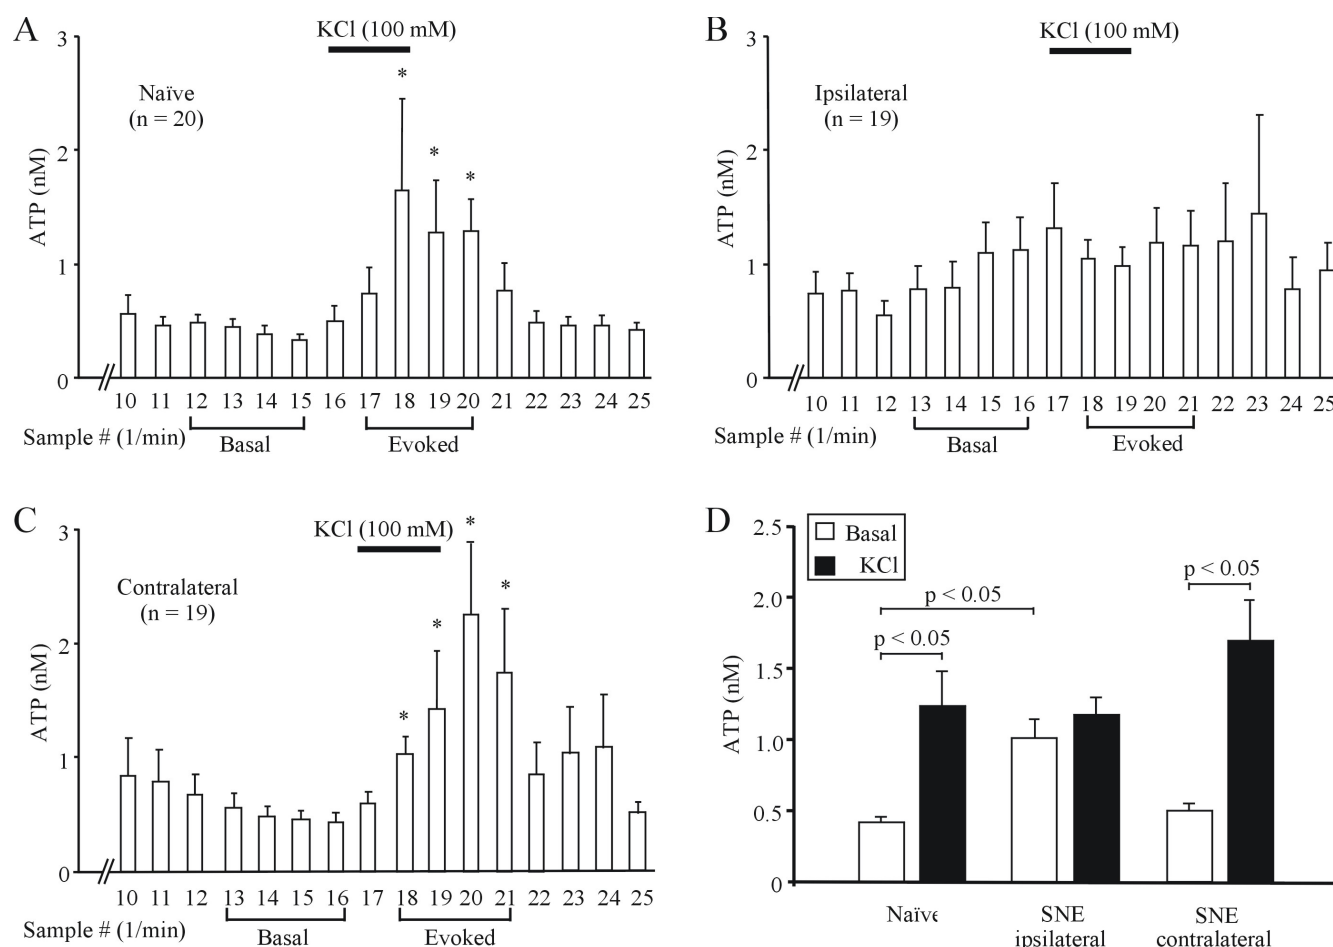 A
KCl (100 mM)
3
Naïve
(n = 20)
*
*
*
2
ATP (nM)
1
0
10 11 12 13 14 15 16 17 18 19 20 21 22 23 24 25
Sample # (1/min)
Basal
Evoked
B
KCl (100 mM)
3
Ipsilateral
(n = 19)
2
ATP (nM)
1
0
10 11 12 13 14 15 16 17 18 19 20 21 22 23 24 25
Sample # (1/min)
Basal
Evoked
C
KCl (100 mM)
3
Contralateral
(n = 19)
*
*
*
*
2
ATP (nM)
1
0
10 11 12 13 14 15 16 17 18 19 20 21 22 23 24 25
Sample # (1/min)
Basal
Evoked
D
2.5
Basal
KCl
p < 0.05
2.0
p < 0.05
p < 0.05
1.5
ATP (nM)
1.0
0.5
0
Naïve
SNE
ipsilateral
SNE
contralateral